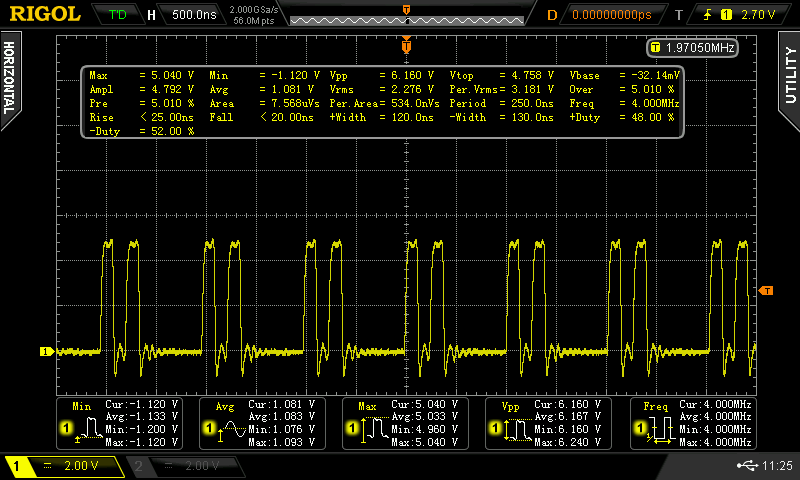 RIGOL T'D H 500.0ns 2.000GSa/s 56.0M pts D 0.00000000ps T 1 2.70 V
HORIZONTAL
UTILITY
T 1.97050MHz
Max = 5.040 V Min = -1.120 V Vpp = 6.160 V Vtop = 4.758 V Vbase = -32.14mV
Ampl = 4.792 V Avg = 1.081 V Vrms = 2.276 V Per.Vrms= 3.181 V Over = 5.010 %
Pre = 5.010 % Area = 7.568uVs Per.Area= 534.0nVs Period = 250.0ns Freq = 4.000MHz
Rise < 25.00ns Fall < 20.00ns +Width = 120.0ns -Width = 130.0ns +Duty = 48.00 %
-Duty = 52.00 %
T
1
Min Cur:-1.120 V
Avg:-1.133 V
1 Min:-1.200 V
Max:-1.120 V
Avg Cur:1.081 V
Avg:1.083 V
1 Min:1.076 V
Max:1.093 V
Max Cur:5.040 V
Avg:5.033 V
1 Min:4.960 V
Max:5.040 V
Vpp Cur:6.160 V
Avg:6.167 V
1 Min:6.160 V
Max:6.240 V
Freq Cur:4.000MHz
Avg:4.000MHz
1 Min:4.000MHz
Max:4.000MHz
1 2.00 V 2 2.00 V 11:25